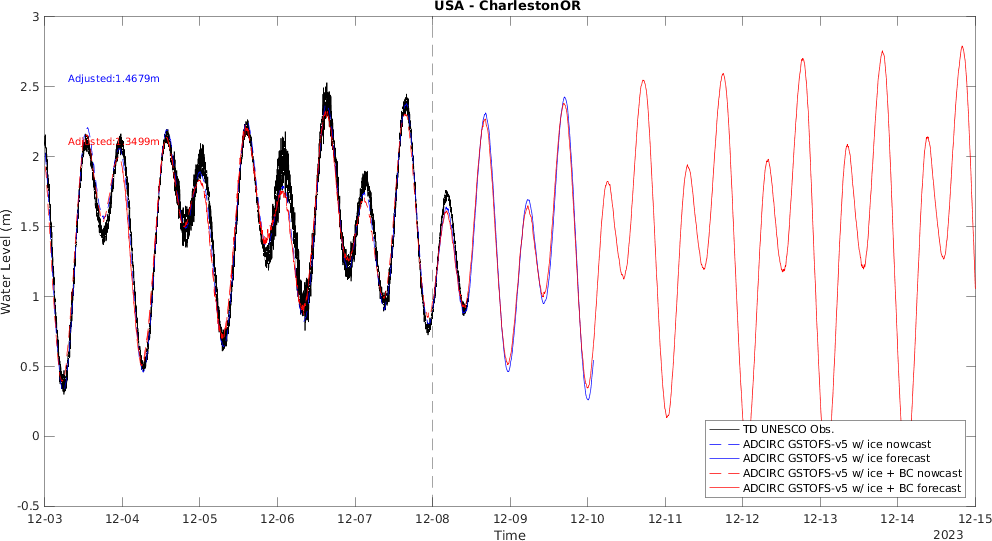 USA - CharlestonOR
3
2.5
2
1.5
1
0.5
0
-0.5
Water Level (m)
Adjusted:1.4679m
TD UNESCO Obs.
ADCIRC GSTOFS-v5 w/ ice nowcast
ADCIRC GSTOFS-v5 w/ ice forecast
ADCIRC GSTOFS-v5 w/ ice + BC nowcast
ADCIRC GSTOFS-v5 w/ ice + BC forecast
12-03 12-04 12-05 12-06 12-07 12-08 12-09 12-10 12-11 12-12 12-13 12-14 12-15
Time
2023